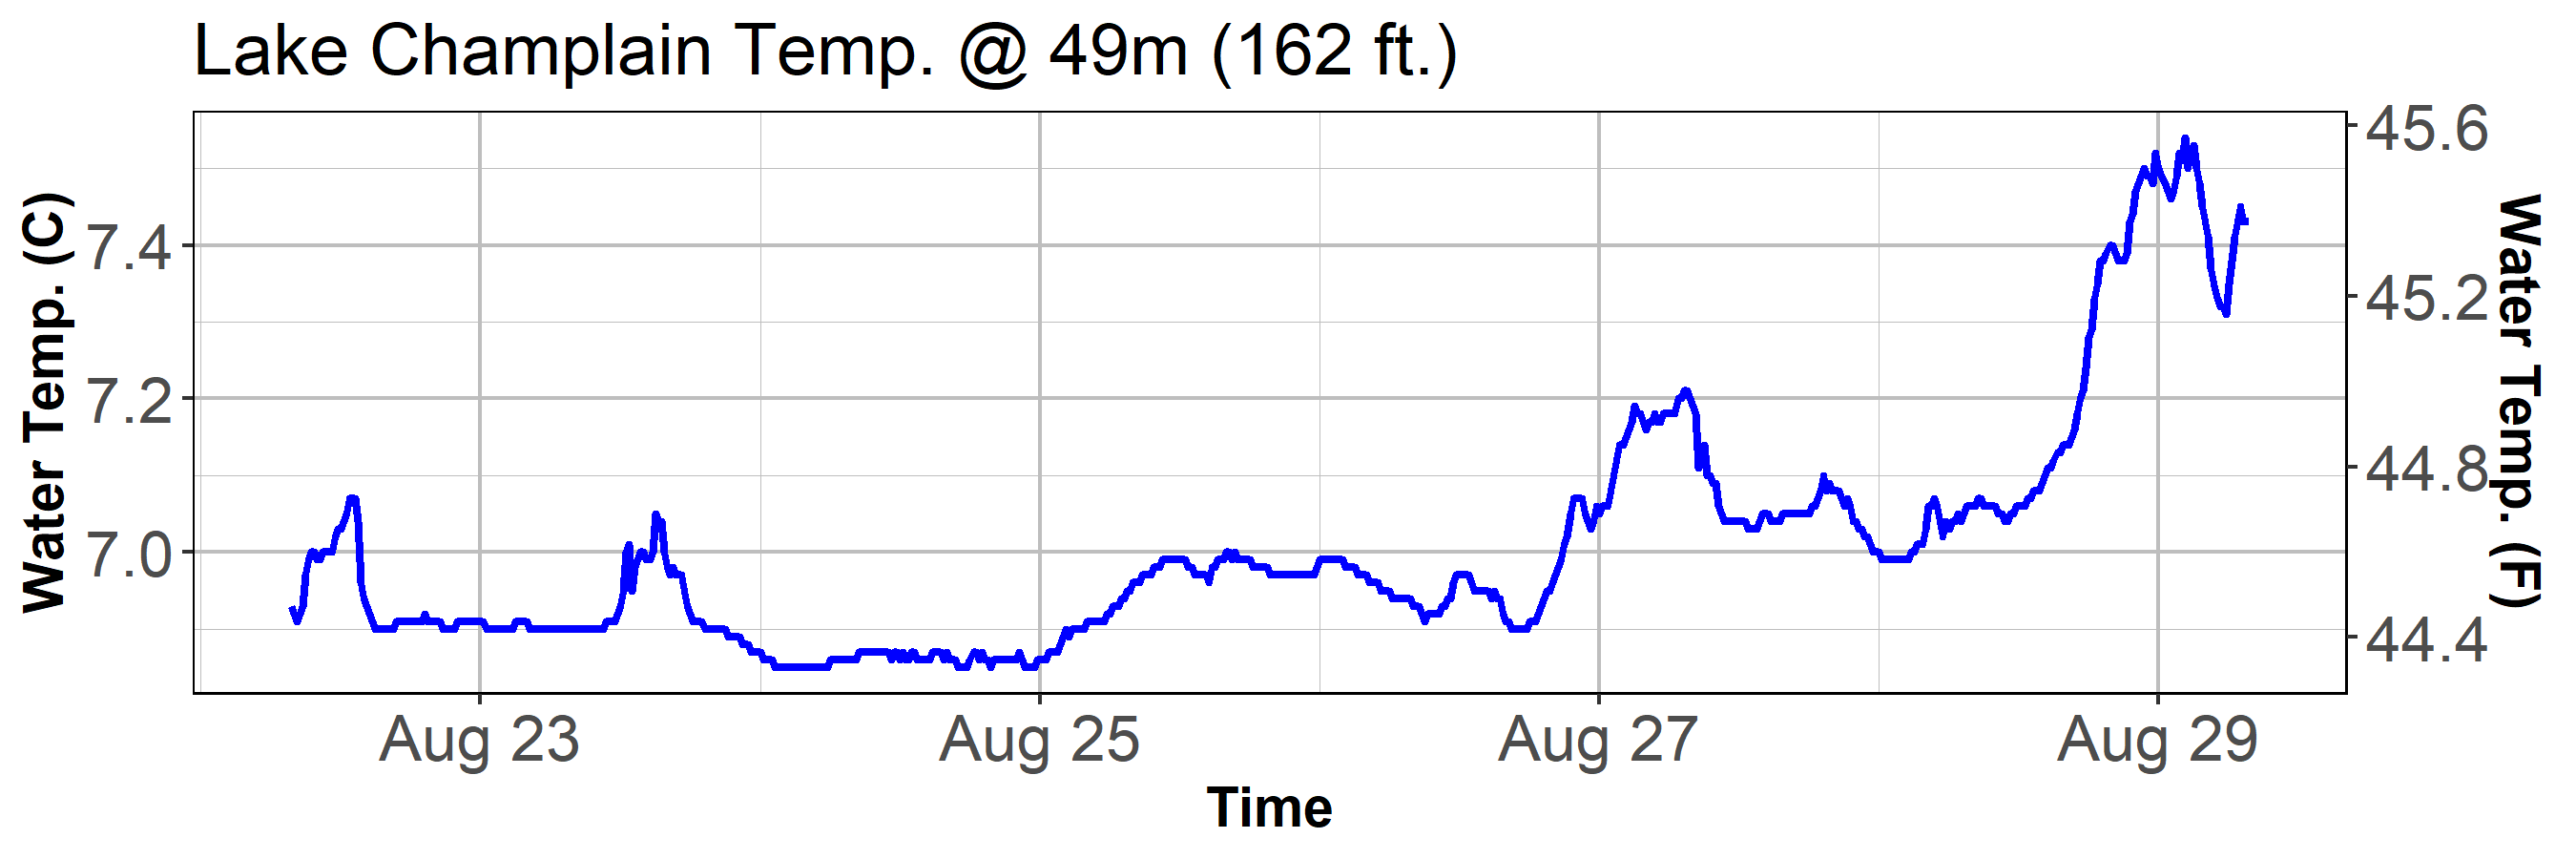 Lake Champlain Temp. @ 49m (162 ft.)
Water Temp. (C)
7.4
7.2
7.0
45.6
45.2
44.8
44.4
Water Temp. (F)
Aug 23 Aug 25 Aug 27 Aug 29
Time